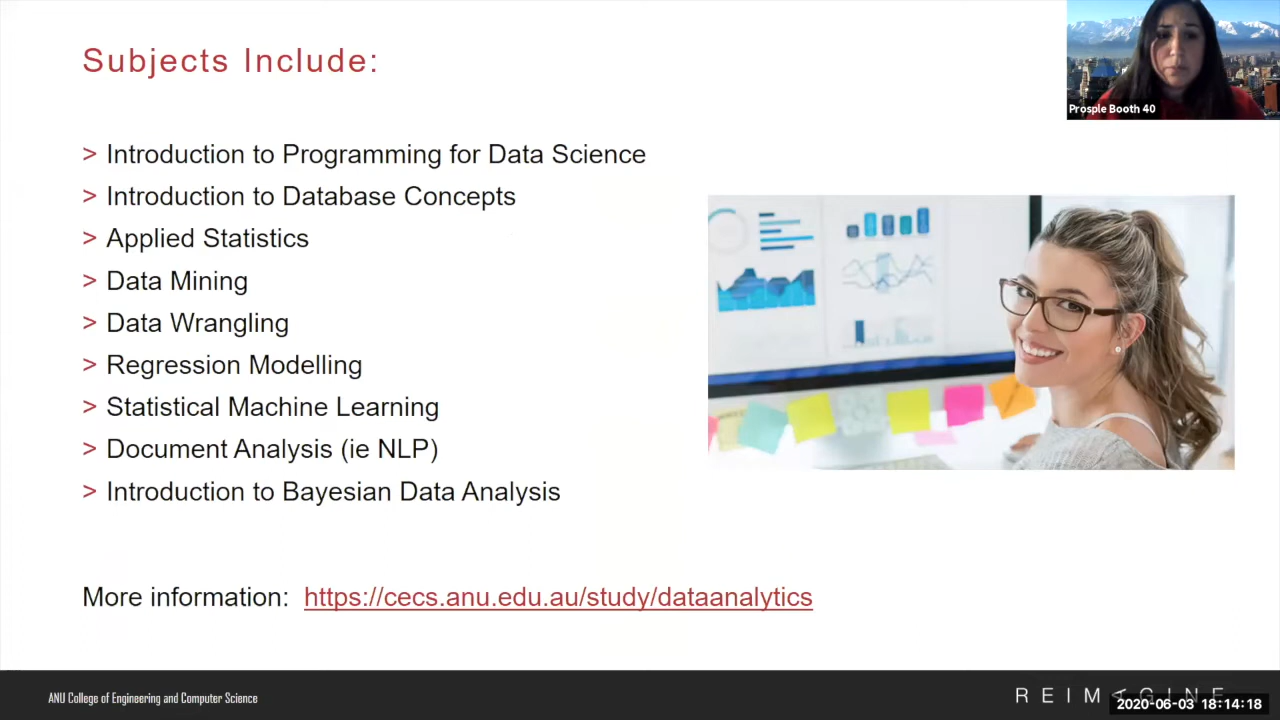 Subjects Include:
Prosple Booth 40
> Introduction to Programming for Data Science
> Introduction to Database Concepts
> Applied Statistics
> Data Mining
> Data Wrangling
> Regression Modelling
> Statistical Machine Learning
> Document Analysis (ie NLP)
> Introduction to Bayesian Data Analysis
More information: https://cecs.anu.edu.au/study/dataanalytics
ANU College of Engineering and Computer Science
REIMAGINE
2020-06-03 18:14:18